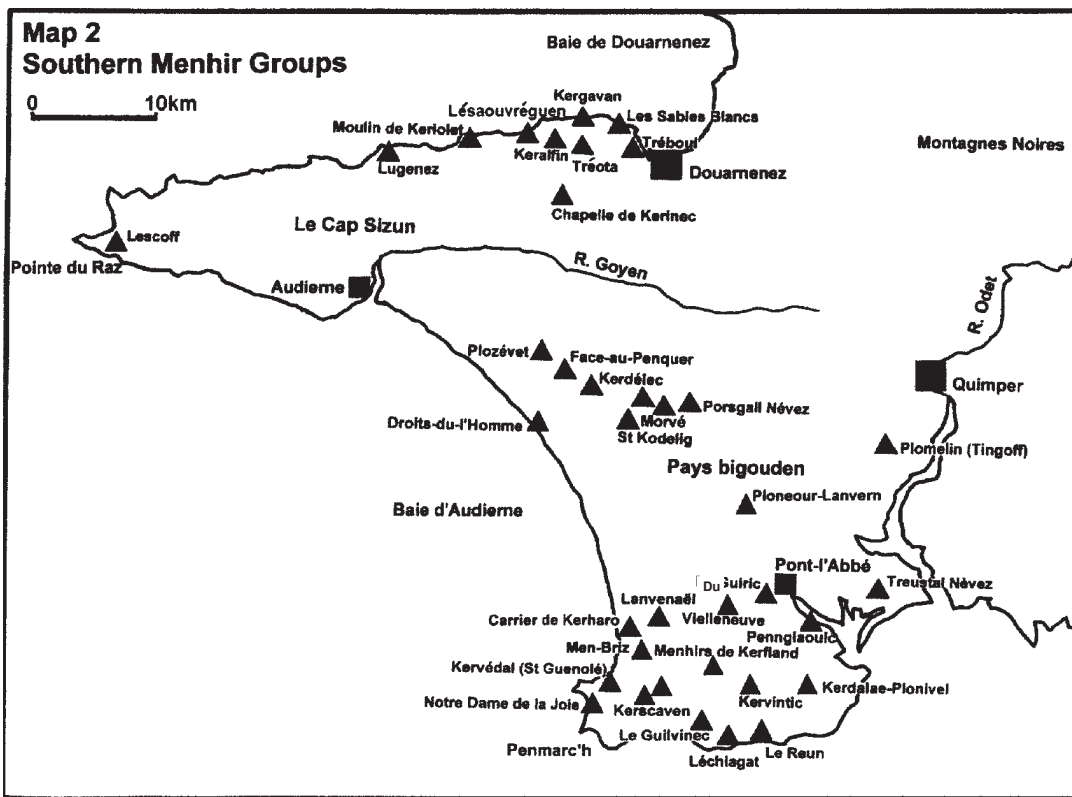 Map 2
Southern Menhir Groups
0 10km
Baie de Douarnenez
Kergavan
Lésaouvréguen
Les Sables Blancs
Moulin de Keriolet
Tréboul
Montagnes Noires
Lugenez
Keralfin
Tréota
Douarnenez
Chapelle de Kerinec
Le Cap Sizun
Lescoff
Pointe du Raz
R. Goyen
Audierne
R. Odet
Plozévet
Face-au-Penquer
Kerdélec
Quimper
Porsgall Névez
Droits-du-l'Homme
Morvé
St Kodelig
Plomelin (Tingoff)
Pays bigouden
Ploneour-Lanvern
Baie d'Audierne
Pont-l'Abbé
Du
Treustal Nèvez
Lanvenaël
Carrier de Kerharo
Vielleneuve
Pennglaouic
Men-Briz
Menhirs de Kerfland
Kervédal (St Guenolé)
Kerdalae-Plonivel
Notre Dame de la Joie
Kerscaven
Kervintic
Le Guilvinec
Penmarc'h
Le Reun
Léchiagat